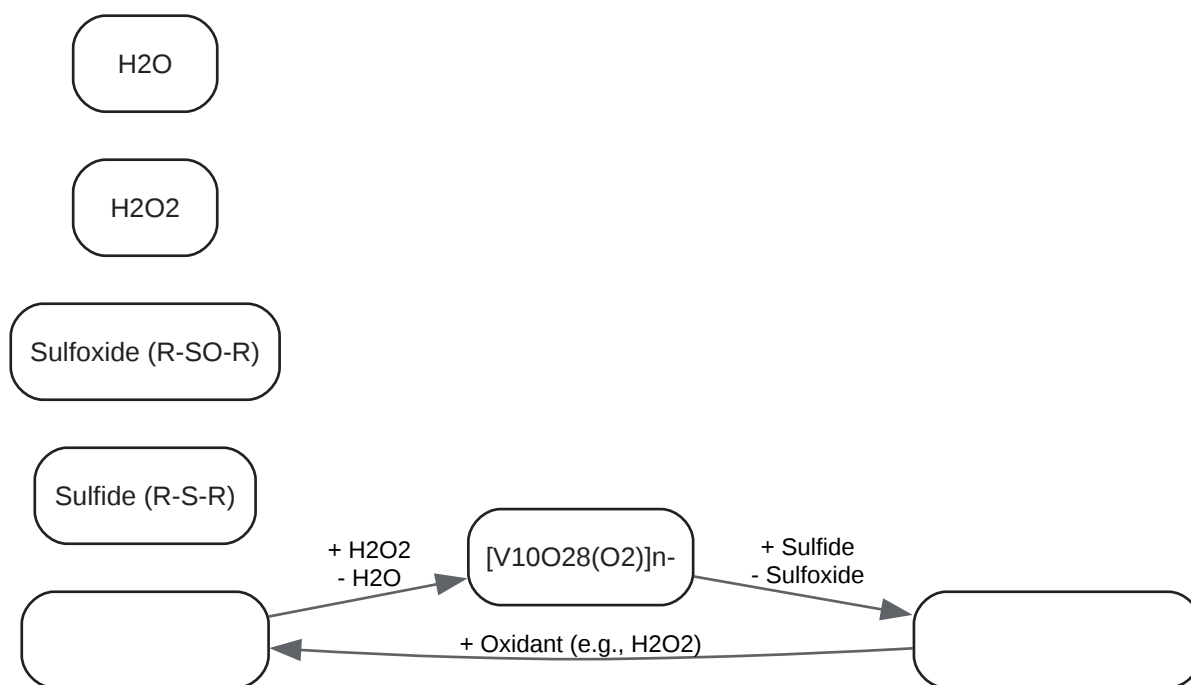 H2O
H2O2
Sulfoxide (R-SO-R)
Sulfide (R-S-R)
+ H2O2
- H2O
[V10O28(O2)]n-
+ Sulfide
- Sulfoxide
+ Oxidant (e.g., H2O2)